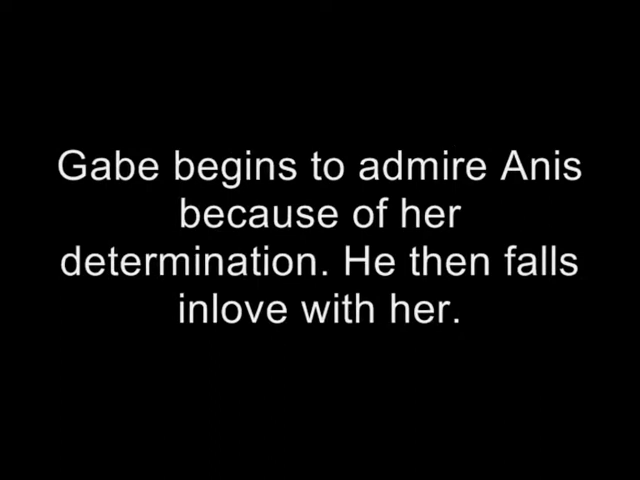 Gabe begins to admire Anis
because of her
determination. He then falls
inlove with her.